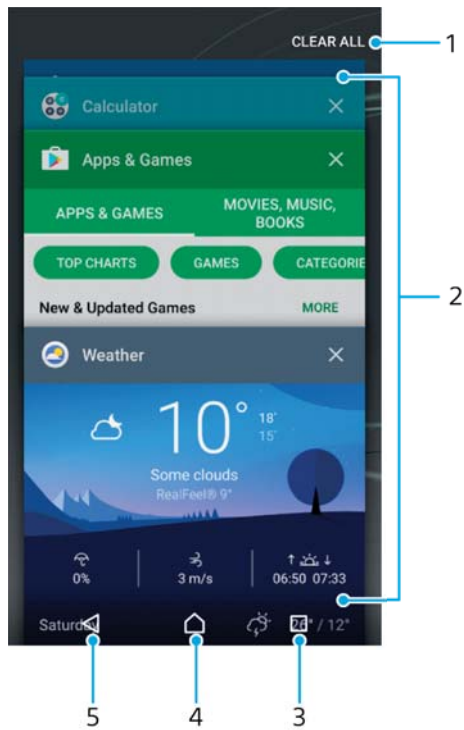 CLEAR ALL
1
Calculator
Apps & Games
APPS & GAMES
MOVIES, MUSIC,
BOOKS
TOP CHARTS
GAMES
CATEGORIE
2
New & Updated Games
MORE
Weather
10°
18°
15°
Some clouds
RealFeel® 9°
0%
3 m/s
06:50 07:33
Saturday
26° / 12°
5
4
3